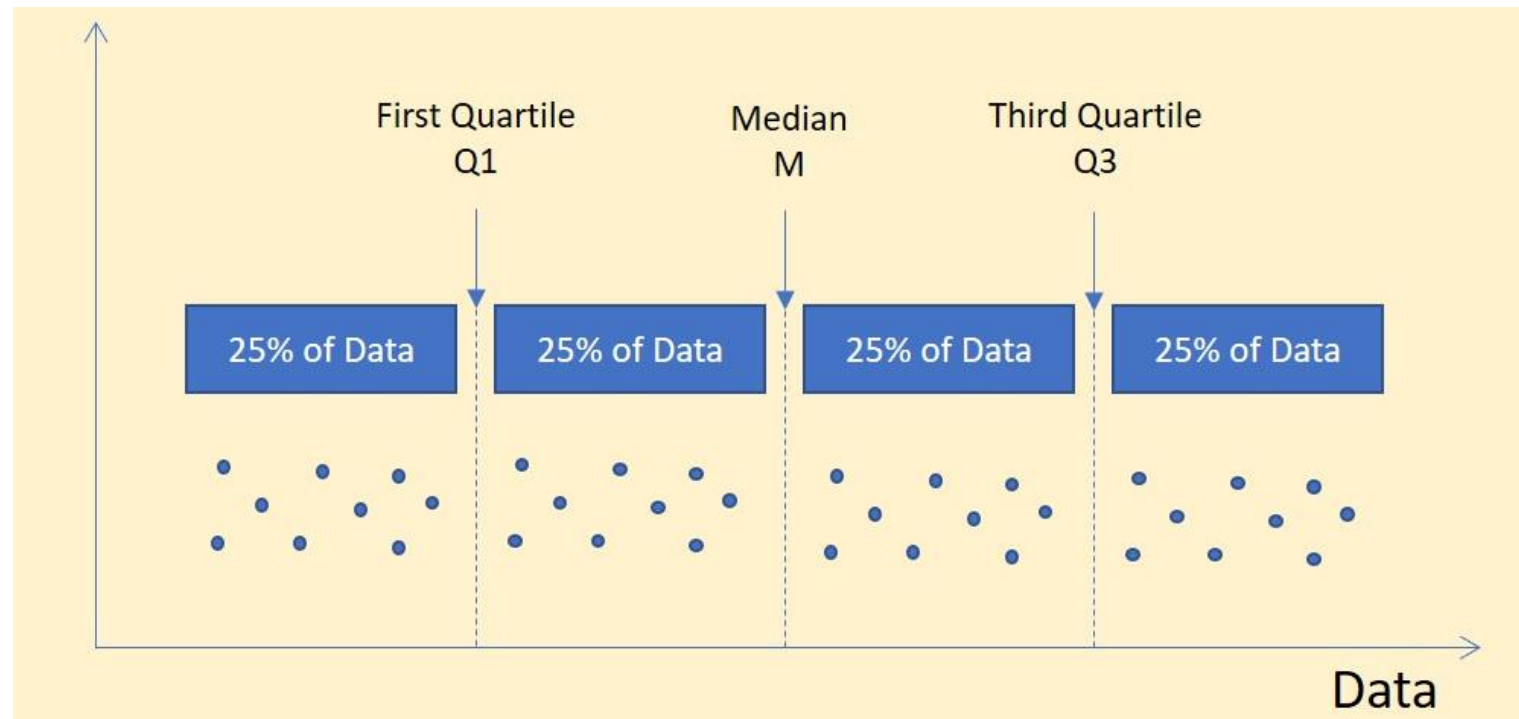 First Quartile
Q1
Median
M
Third Quartile
Q3
25% of Data
25% of Data
25% of Data
25% of Data
Data